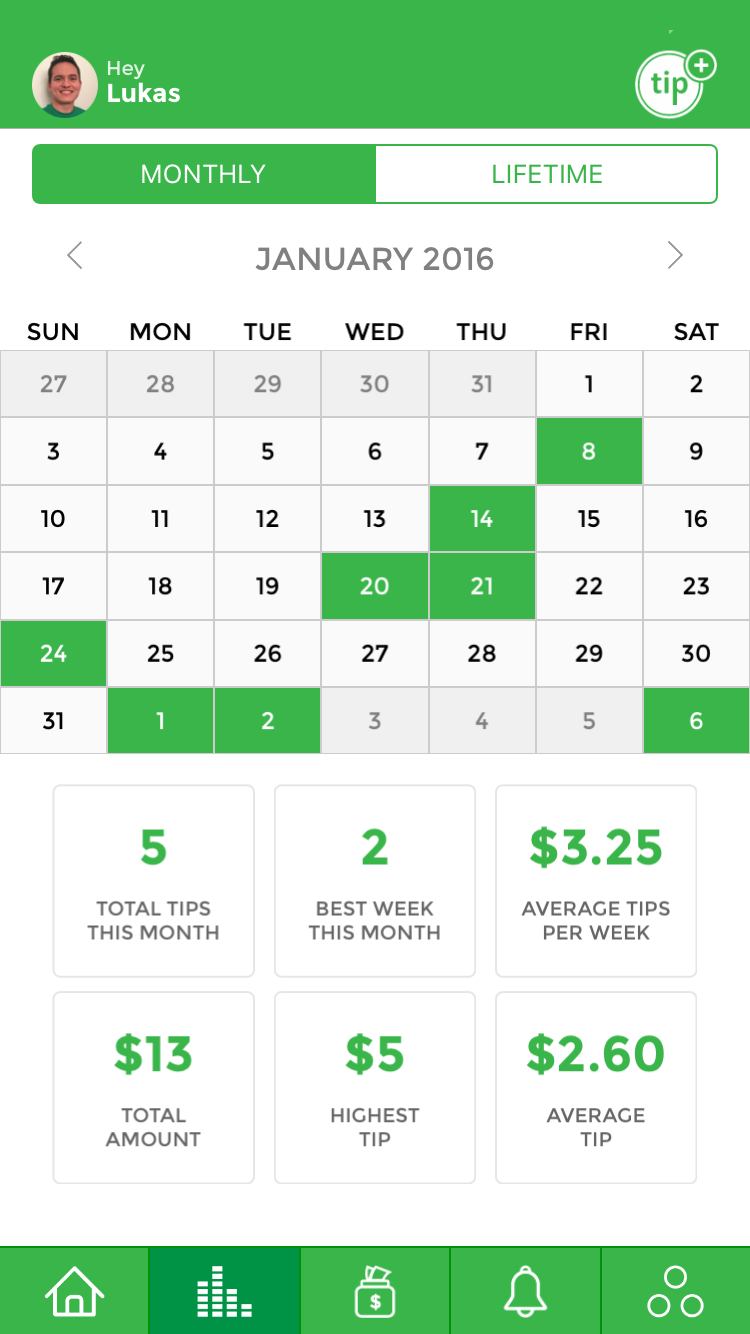 Hey
Lukas
tip +
MONTHLY LIFETIME
JANUARY 2016
SUN MON TUE WED THU FRI SAT
27 28 29 30 31 1 2
3 4 5 6 7 8 9
10 11 12 13 14 15 16
17 18 19 20 21 22 23
24 25 26 27 28 29 30
31 1 2 3 4 5 6
5 2 $3.25
TOTAL TIPS BEST WEEK AVERAGE TIPS
THIS MONTH THIS MONTH PER WEEK
$13 $5 $2.60
TOTAL HIGHEST AVERAGE
AMOUNT TIP TIP
$